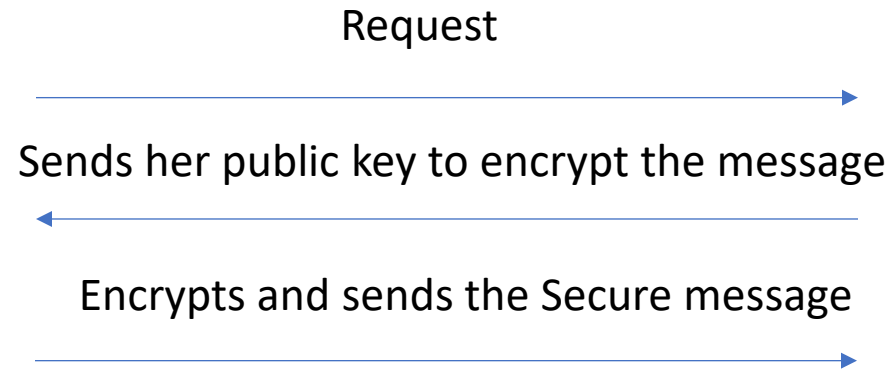 Request
Sends her public key to encrypt the message
Encrypts and sends the Secure message